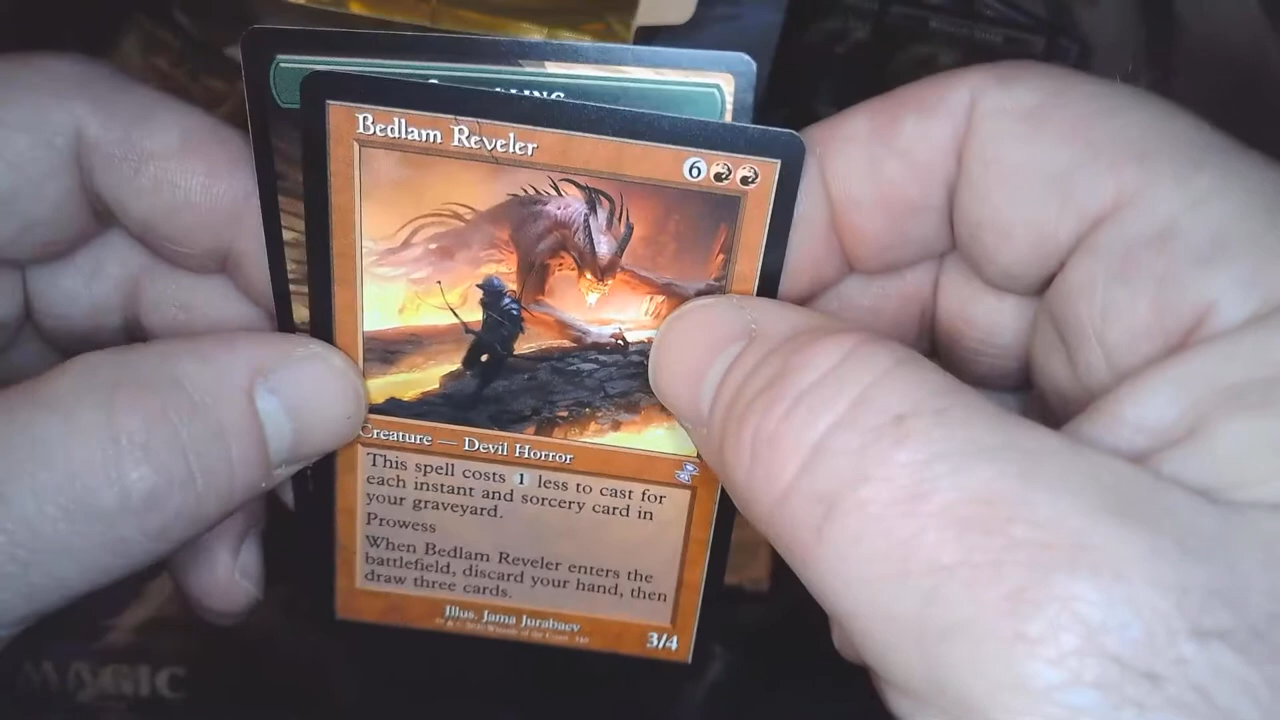 LING
Bedlam Reveler
6
Creature — Devil Horror
This spell costs 1 less to cast for
each instant and sorcery card in
your graveyard.
Prowess
When Bedlam Reveler enters the
battlefield, discard your hand, then
draw three cards.
Illus. Jama Jurabaev
3/4
MAGIC